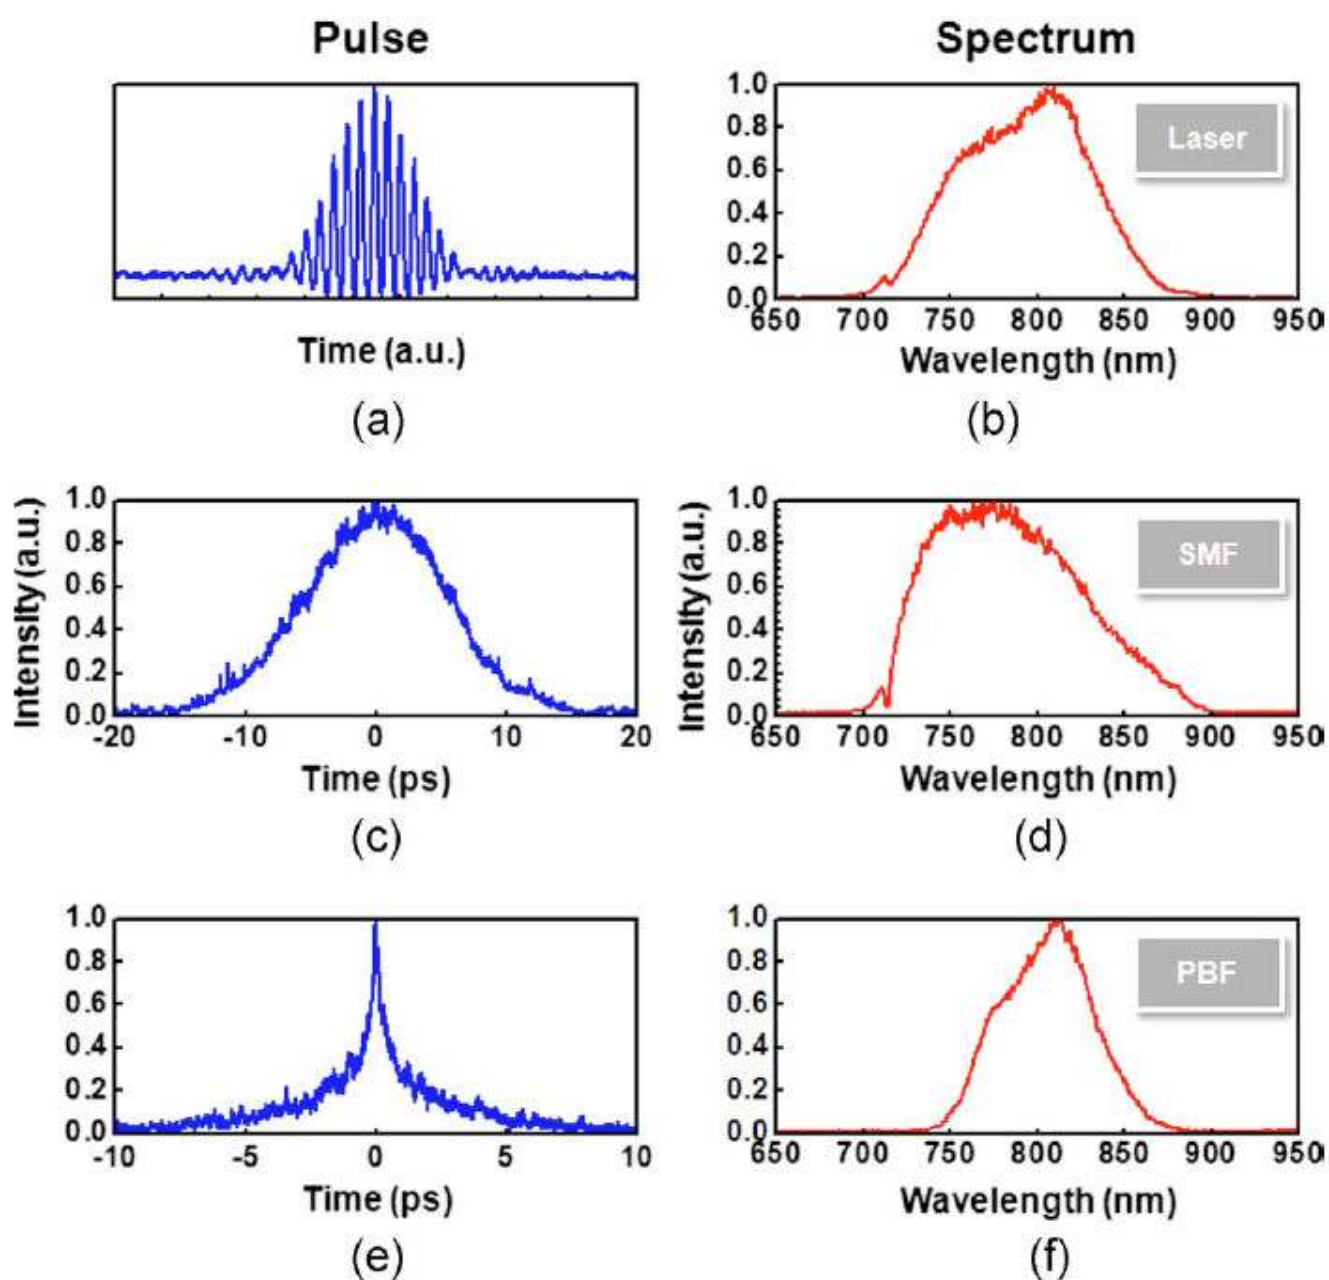 Pulse
Spectrum
1.0
0.8
0.6
0.4
0.2
0.0
Laser
650 700 750 800 850 900 950
Time (a.u.)
Wavelength (nm)
(a)
(b)
Intensity (a.u.)
1.0
0.8
0.6
0.4
0.2
0.0
-20 -10 0 10 20
Time (ps)
(c)
Intensity (a.u.)
1.0
0.8
0.6
0.4
0.2
0.0
SMF
650 700 750 800 850 900 950
Wavelength (nm)
(d)
1.0
0.8
0.6
0.4
0.2
0.0
-10 -5 0 5 10
Time (ps)
(e)
1.0
0.8
0.6
0.4
0.2
0.0
PBF
650 700 750 800 850 900 950
Wavelength (nm)
(f)